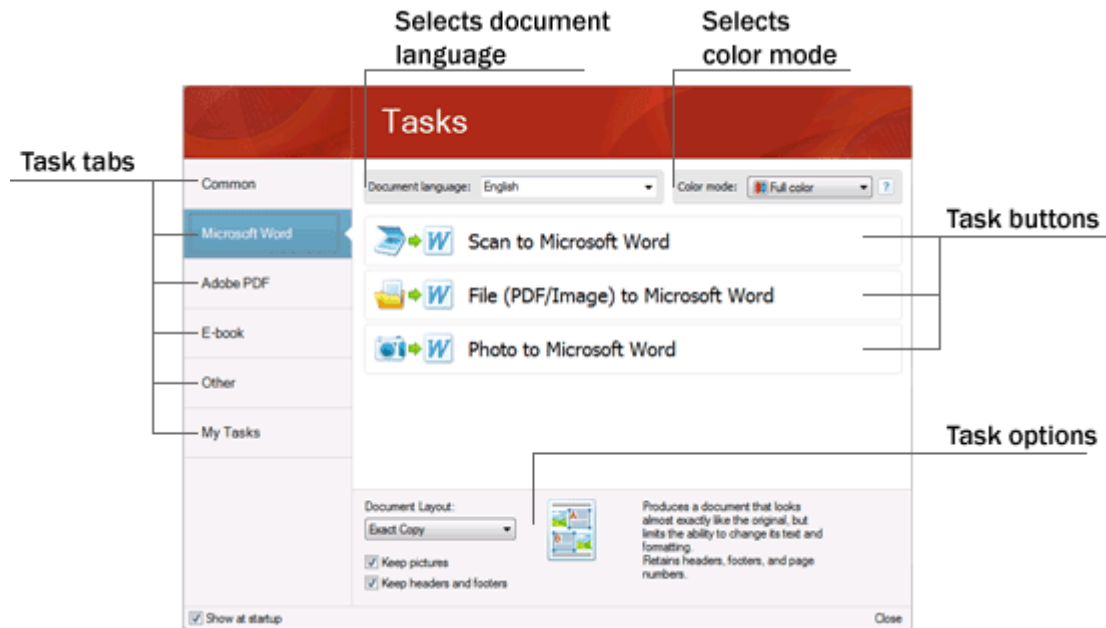 Selects document
language
Selects
color mode
Tasks
Task tabs
Common
Document language: English
Color mode: Full color ?
Microsoft Word
Scan to Microsoft Word
Task buttons
Adobe PDF
File (PDF/Image) to Microsoft Word
E-book
Photo to Microsoft Word
Other
My Tasks
Task options
Document Layout:
Exact Copy
Keep pictures
Keep headers and footers
Produces a document that looks
almost exactly like the original, but
limits the ability to change its text and
formatting.
Retains headers, footers, and page
numbers.
Show at startup
Close